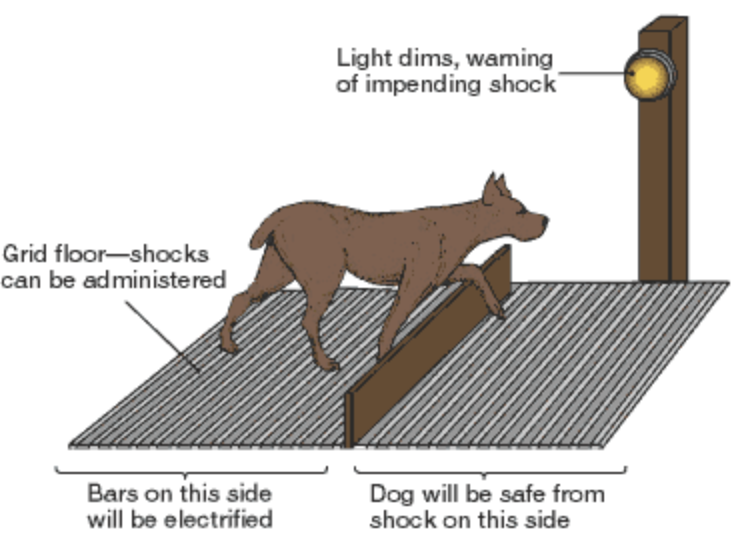 Light dims, warning
of impending shock
Grid floor—shocks
can be administered
Bars on this side
will be electrified
Dog will be safe from
shock on this side